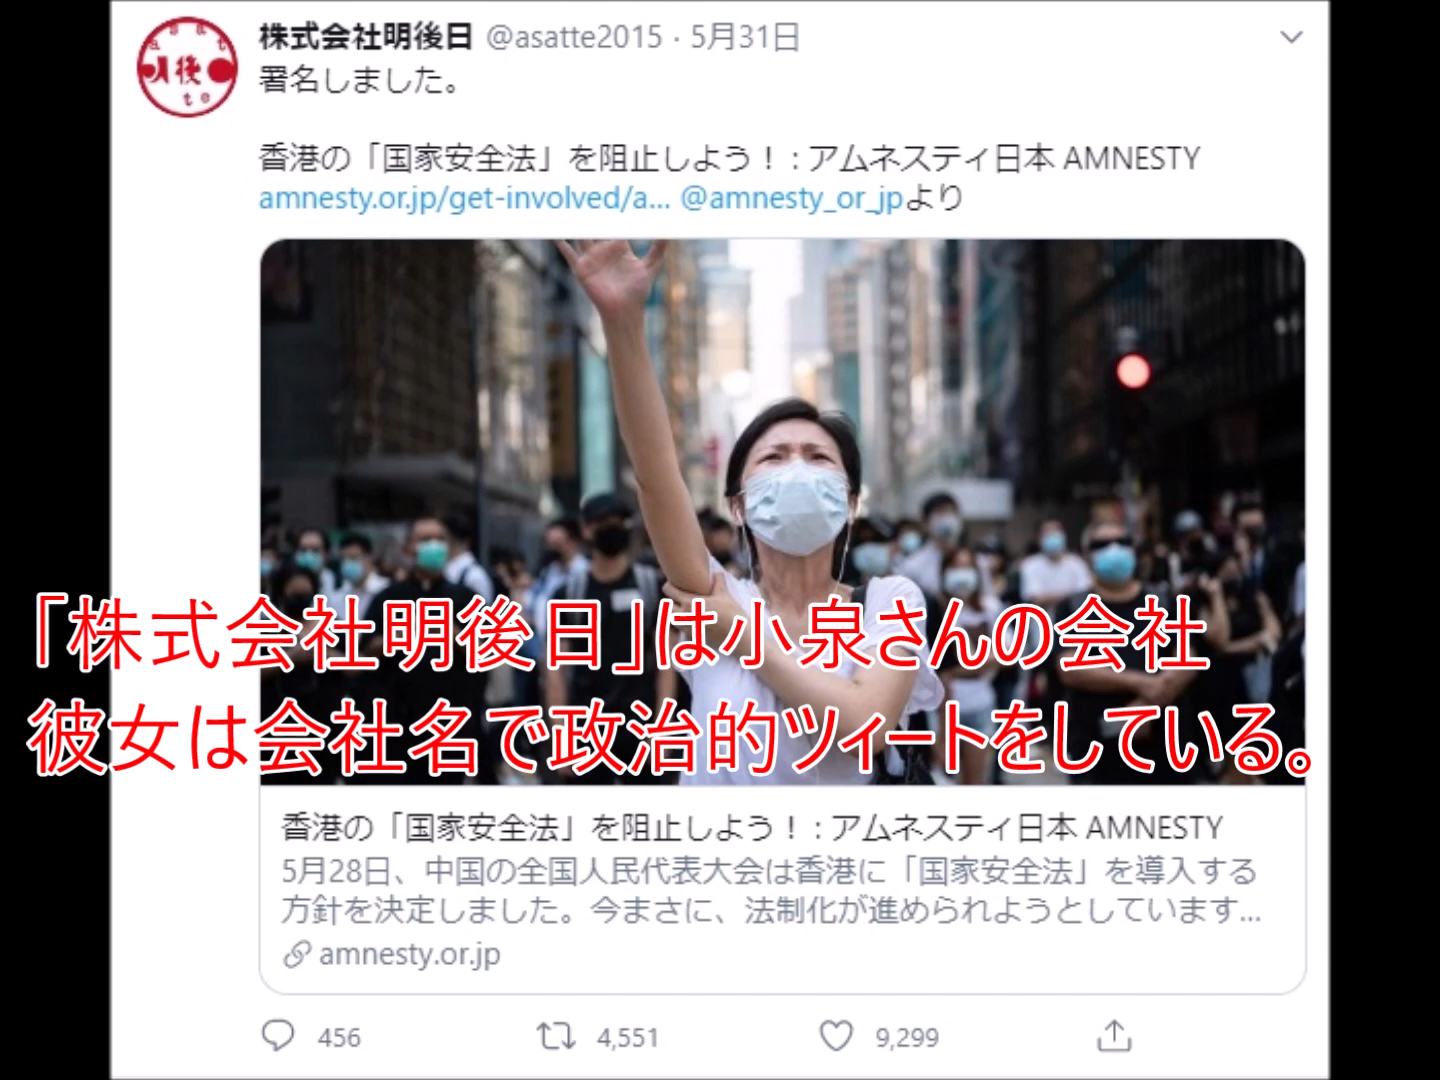 株式会社明後日 @asatte2015 · 5月31日
署名しました。
香港の「国家安全法」を阻止しよう！ : アムネスティ日本 AMNESTY
amnesty.or.jp/get-involved/a... @amnesty_or_jpより
「株式会社明後日」は小泉さんの会社
彼女は会社名で政治的ツィートをしている。
香港の「国家安全法」を阻止しよう！ : アムネスティ日本 AMNESTY
5月28日、中国の全国人民代表大会は香港に「国家安全法」を導入する
方針を決定しました。今まさに、法制化が進められようとしています...
amnesty.or.jp
456 4,551 9,299